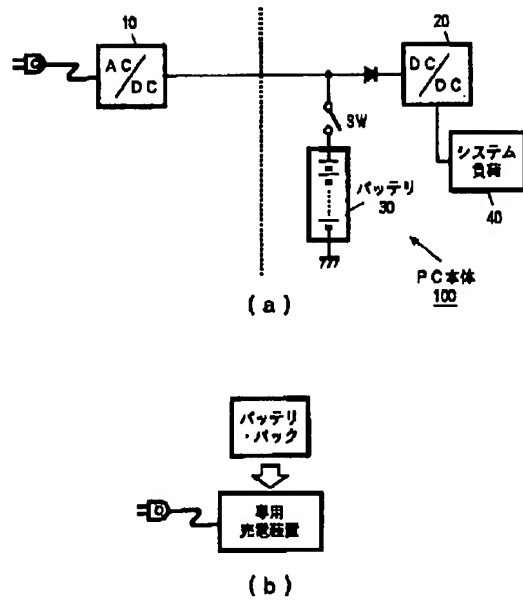 10
AC/DC
20
DC/DC
SW
バッテリ
30
システム
負荷
40
PC本体
100
(a)
バッテリ
・パック
専用
充電装置
(b)